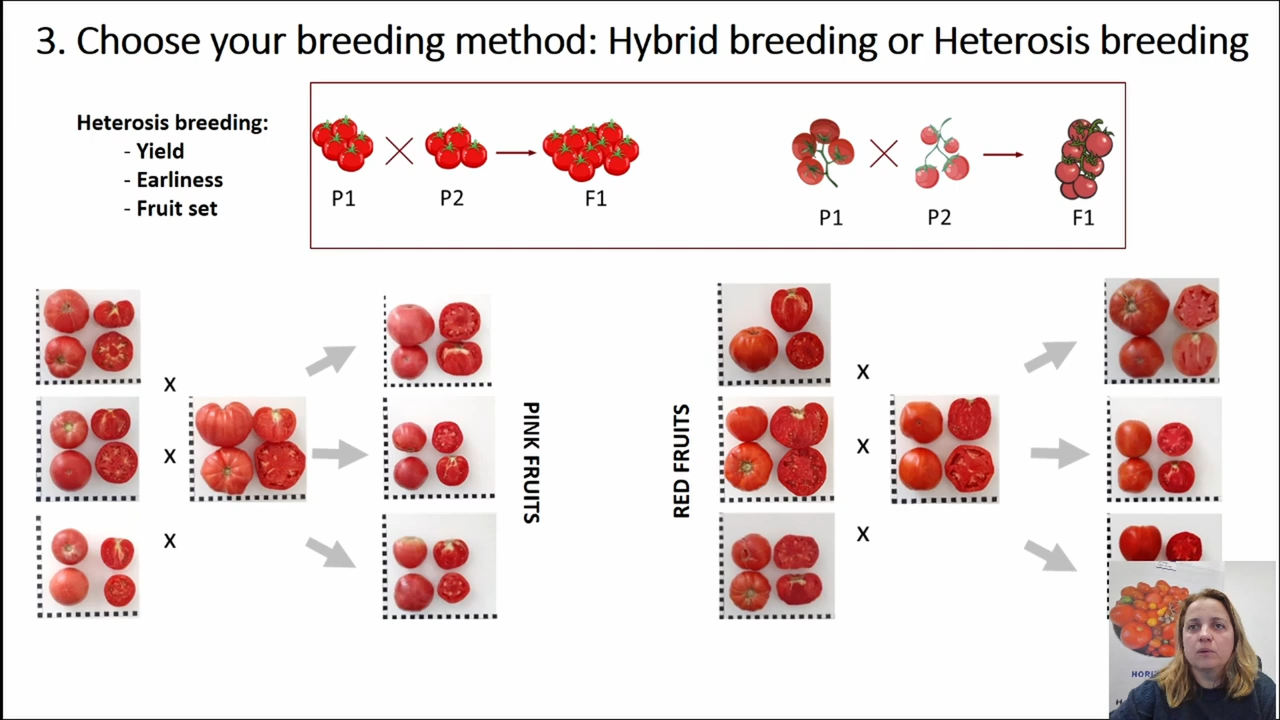 3. Choose your breeding method: Hybrid breeding or Heterosis breeding
Heterosis breeding:
- Yield
- Earliness
- Fruit set
P1
P2
F1
P1
P2
F1
X
X
X
PINK FRUITS
RED FRUITS
X
X
X